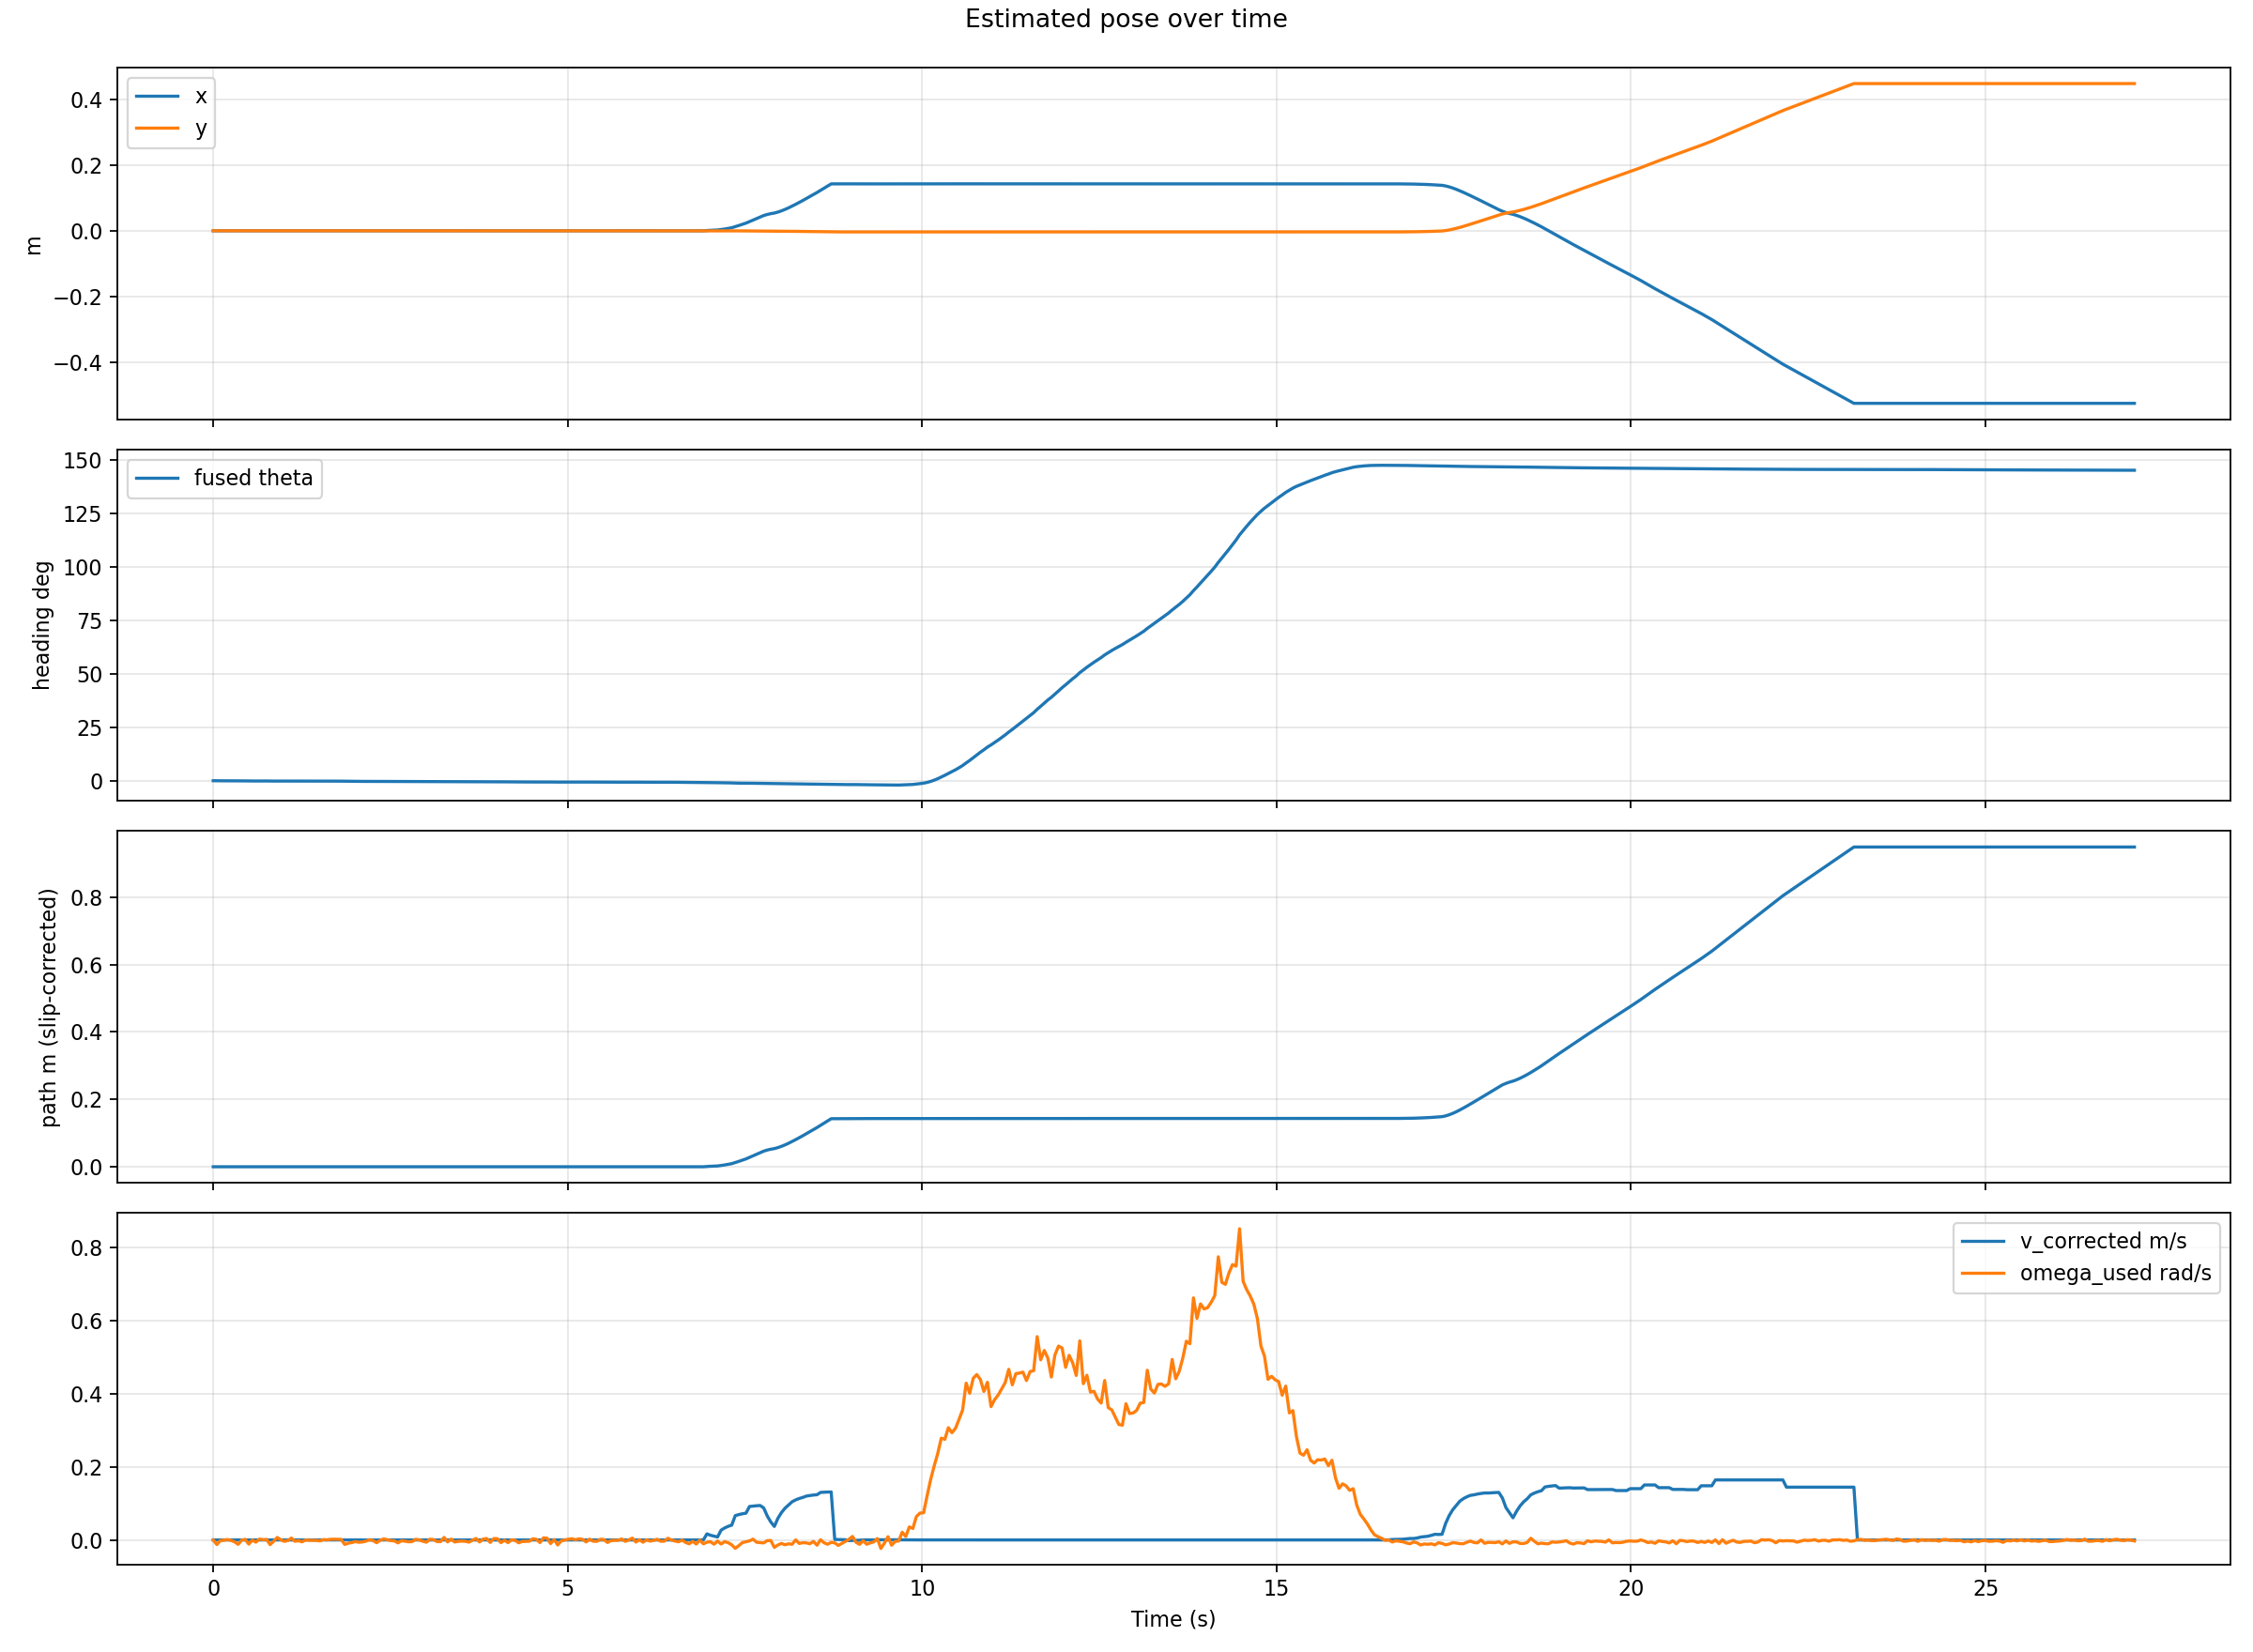 Estimated pose over time
x
y
0.4
0.2
0.0
−0.2
−0.4
m
fused theta
150
125
100
75
50
25
0
heading deg
0.8
0.6
0.4
0.2
0.0
path m (slip-corrected)
v_corrected m/s
omega_used rad/s
0.8
0.6
0.4
0.2
0.0
0 5 10 15 20 25
Time (s)